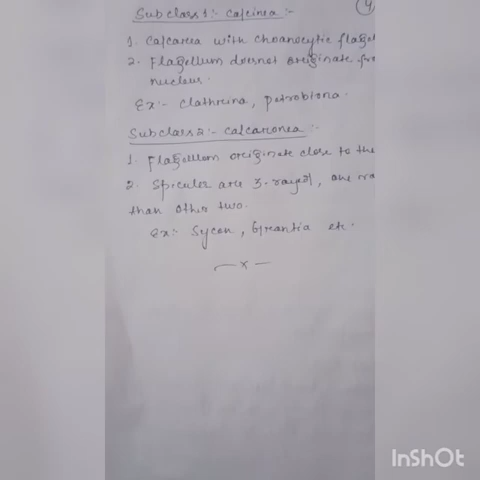 4
Subclass 1:- Calcinea :-
1. Calcarea with choanocytic flagel
2. Flagellum doesnot originate fro
nucleus.
Ex:- Clathrina, petrobiona.
Subclass 2:- Calcaronea :-
1. Flagellum originate close to the
2. Spicules are 3-rayed, one ra
than other two.
Ex:- Sycon, Grantia etc.
x
InShOt